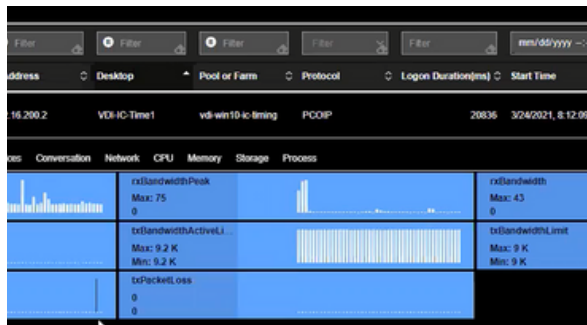 Filter Filter Filter Filter Filter mm/dd/yyyy --:-
Address Desktop Pool or Farm Protocol Logon Duration(ms) Start Time
.16.200.2 VDI-IC-Time1 vdi-win10-ic-timing PCOIP 20836 3/24/2021, 8:12:09
ces Conversation Network CPU Memory Storage Process
rxBandwidthPeak rxBandwidth
Max: 75 Max: 43
0 0
txBandwidthActiveLi... txBandwidthLimit
Max: 9.2 K Max: 9 K
Min: 9.2 K Min: 9 K
txPacketLoss
0
0